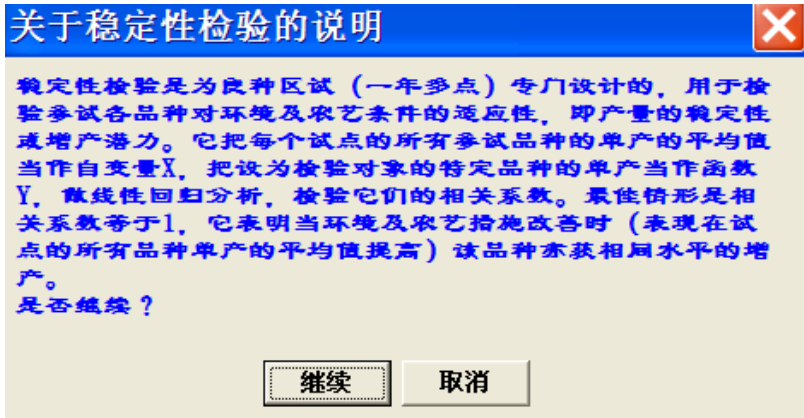 关于稳定性检验的说明
稳定性检验是为良种区试（一年多点）专门设计的，用于检
验参试各品种对环境及农艺条件的适应性，即产量的稳定性
或增产潜力。它把每个试点的所有参试品种的单产的平均值
当作自变量X，把设为检验对象的特定品种的单产当作函数
Y，做线性回归分析，检验它们的相关系数。最佳情形是相
关系数等于1，它表明当环境及农艺措施改善时（表现在试
点的所有品种单产的平均值提高）该品种亦获相同水平的增
产。
是否继续？
继续
取消